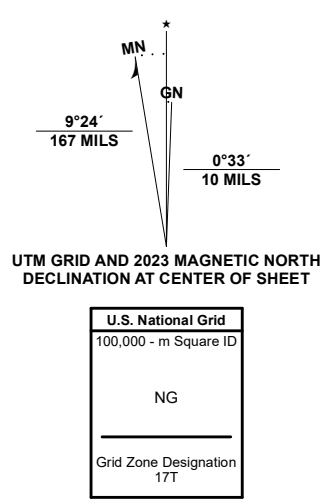 MN
GN
9°24´
167 MILS
0°33´
10 MILS
UTM GRID AND 2023 MAGNETIC NORTH
DECLINATION AT CENTER OF SHEET
U.S. National Grid
100,000 - m Square ID
NG
Grid Zone Designation
17T